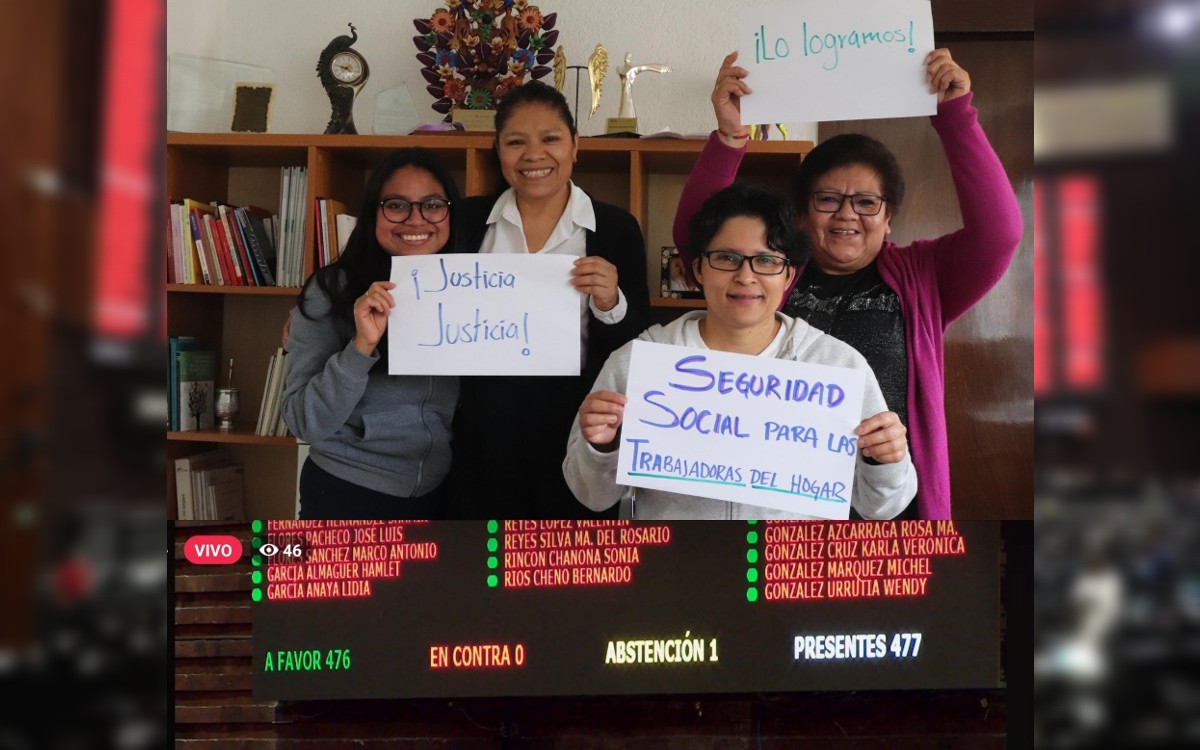 ¡Lo logramos!
¡Justicia
Justicia!
SEGURIDAD
SOCIAL PARA LAS
TRABAJADORAS DEL HOGAR
VIVO
46
FLORES PACHECO JOSÉ LUIS
FLORES SANCHEZ MARCO ANTONIO
GARCIA ALMAGUER HAMLET
GARCIA ANAYA LIDIA
REYES LOPEZ VALENTIN
REYES SILVA MA. DEL ROSARIO
RINCON CHANONA SONIA
RIOS CHENO BERNARDO
GONZALEZ AZCARRAGA ROSA MA.
GONZALEZ CRUZ KARLA VERONICA
GONZALEZ MÁRQUEZ MICHEL
GONZALEZ URRUTIA WENDY
A FAVOR 476
EN CONTRA 0
ABSTENCIÓN 1
PRESENTES 477